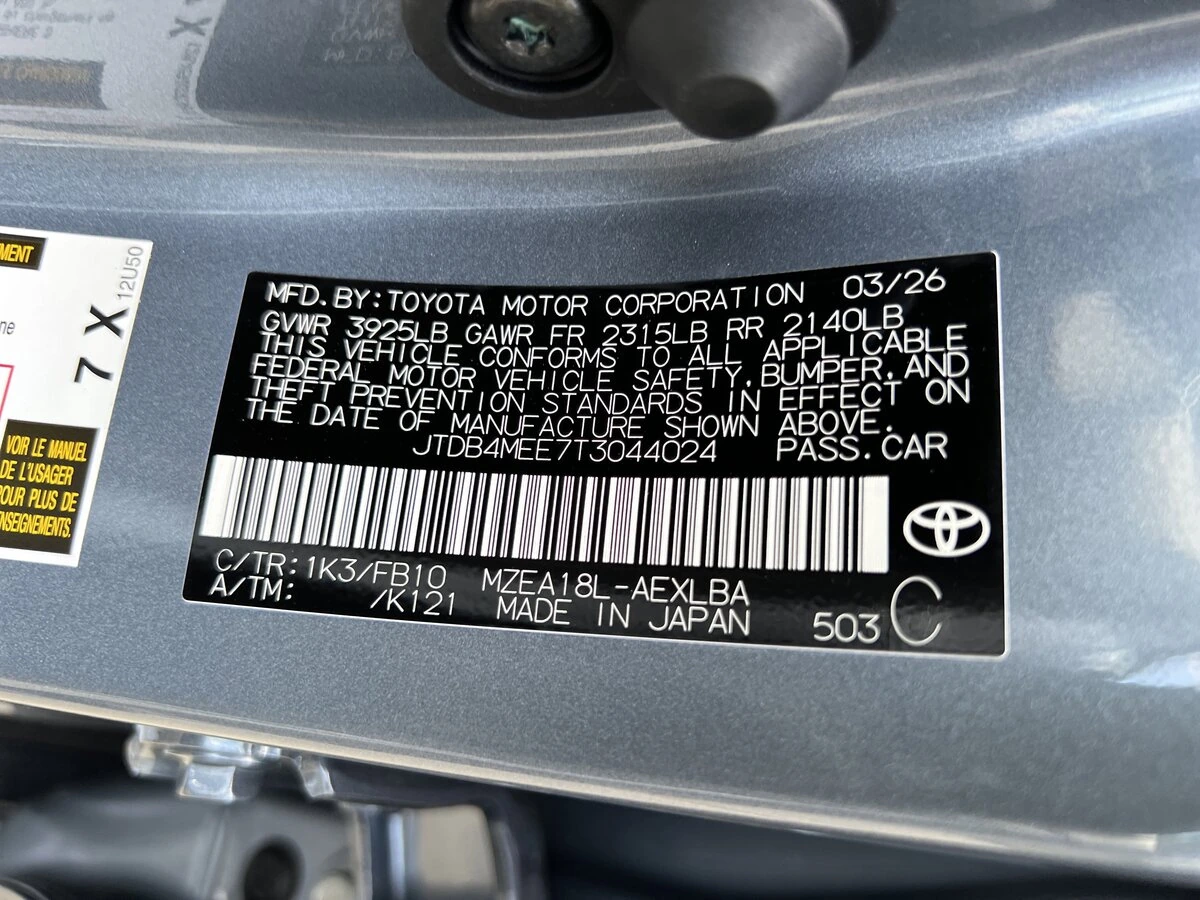 MFD.BY:TOYOTA MOTOR CORPORATION 03/26
GVWR 3925LB GAWR FR 2315LB RR 2140LB
THIS VEHICLE CONFORMS TO ALL APPLICABLE
FEDERAL MOTOR VEHICLE SAFETY,BUMPER,AND
THEFT PREVENTION STANDARDS IN EFFECT ON
THE DATE OF MANUFACTURE SHOWN ABOVE.
JTDB4MEE7T3044024 PASS.CAR
C/TR:1K3/FB10 MZEA18L-AEXLBA
A/TM: /K121 MADE IN JAPAN 503 C
7 X
12U50
VOIR LE MANUEL
DE L'USAGER
POUR PLUS DE